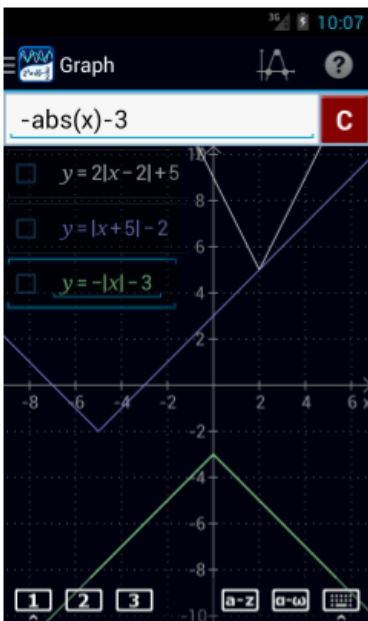 3G 10:07
Graph ?
-abs(x)-3 C
y=2|x−2|+5
y=|x+5|−2
y=−|x|−3
10
8
6
4
2
-8 -6 -4 -2 2 4 6 x
-2
-4
-6
-8
-10
1 2 3 a-z α-ω